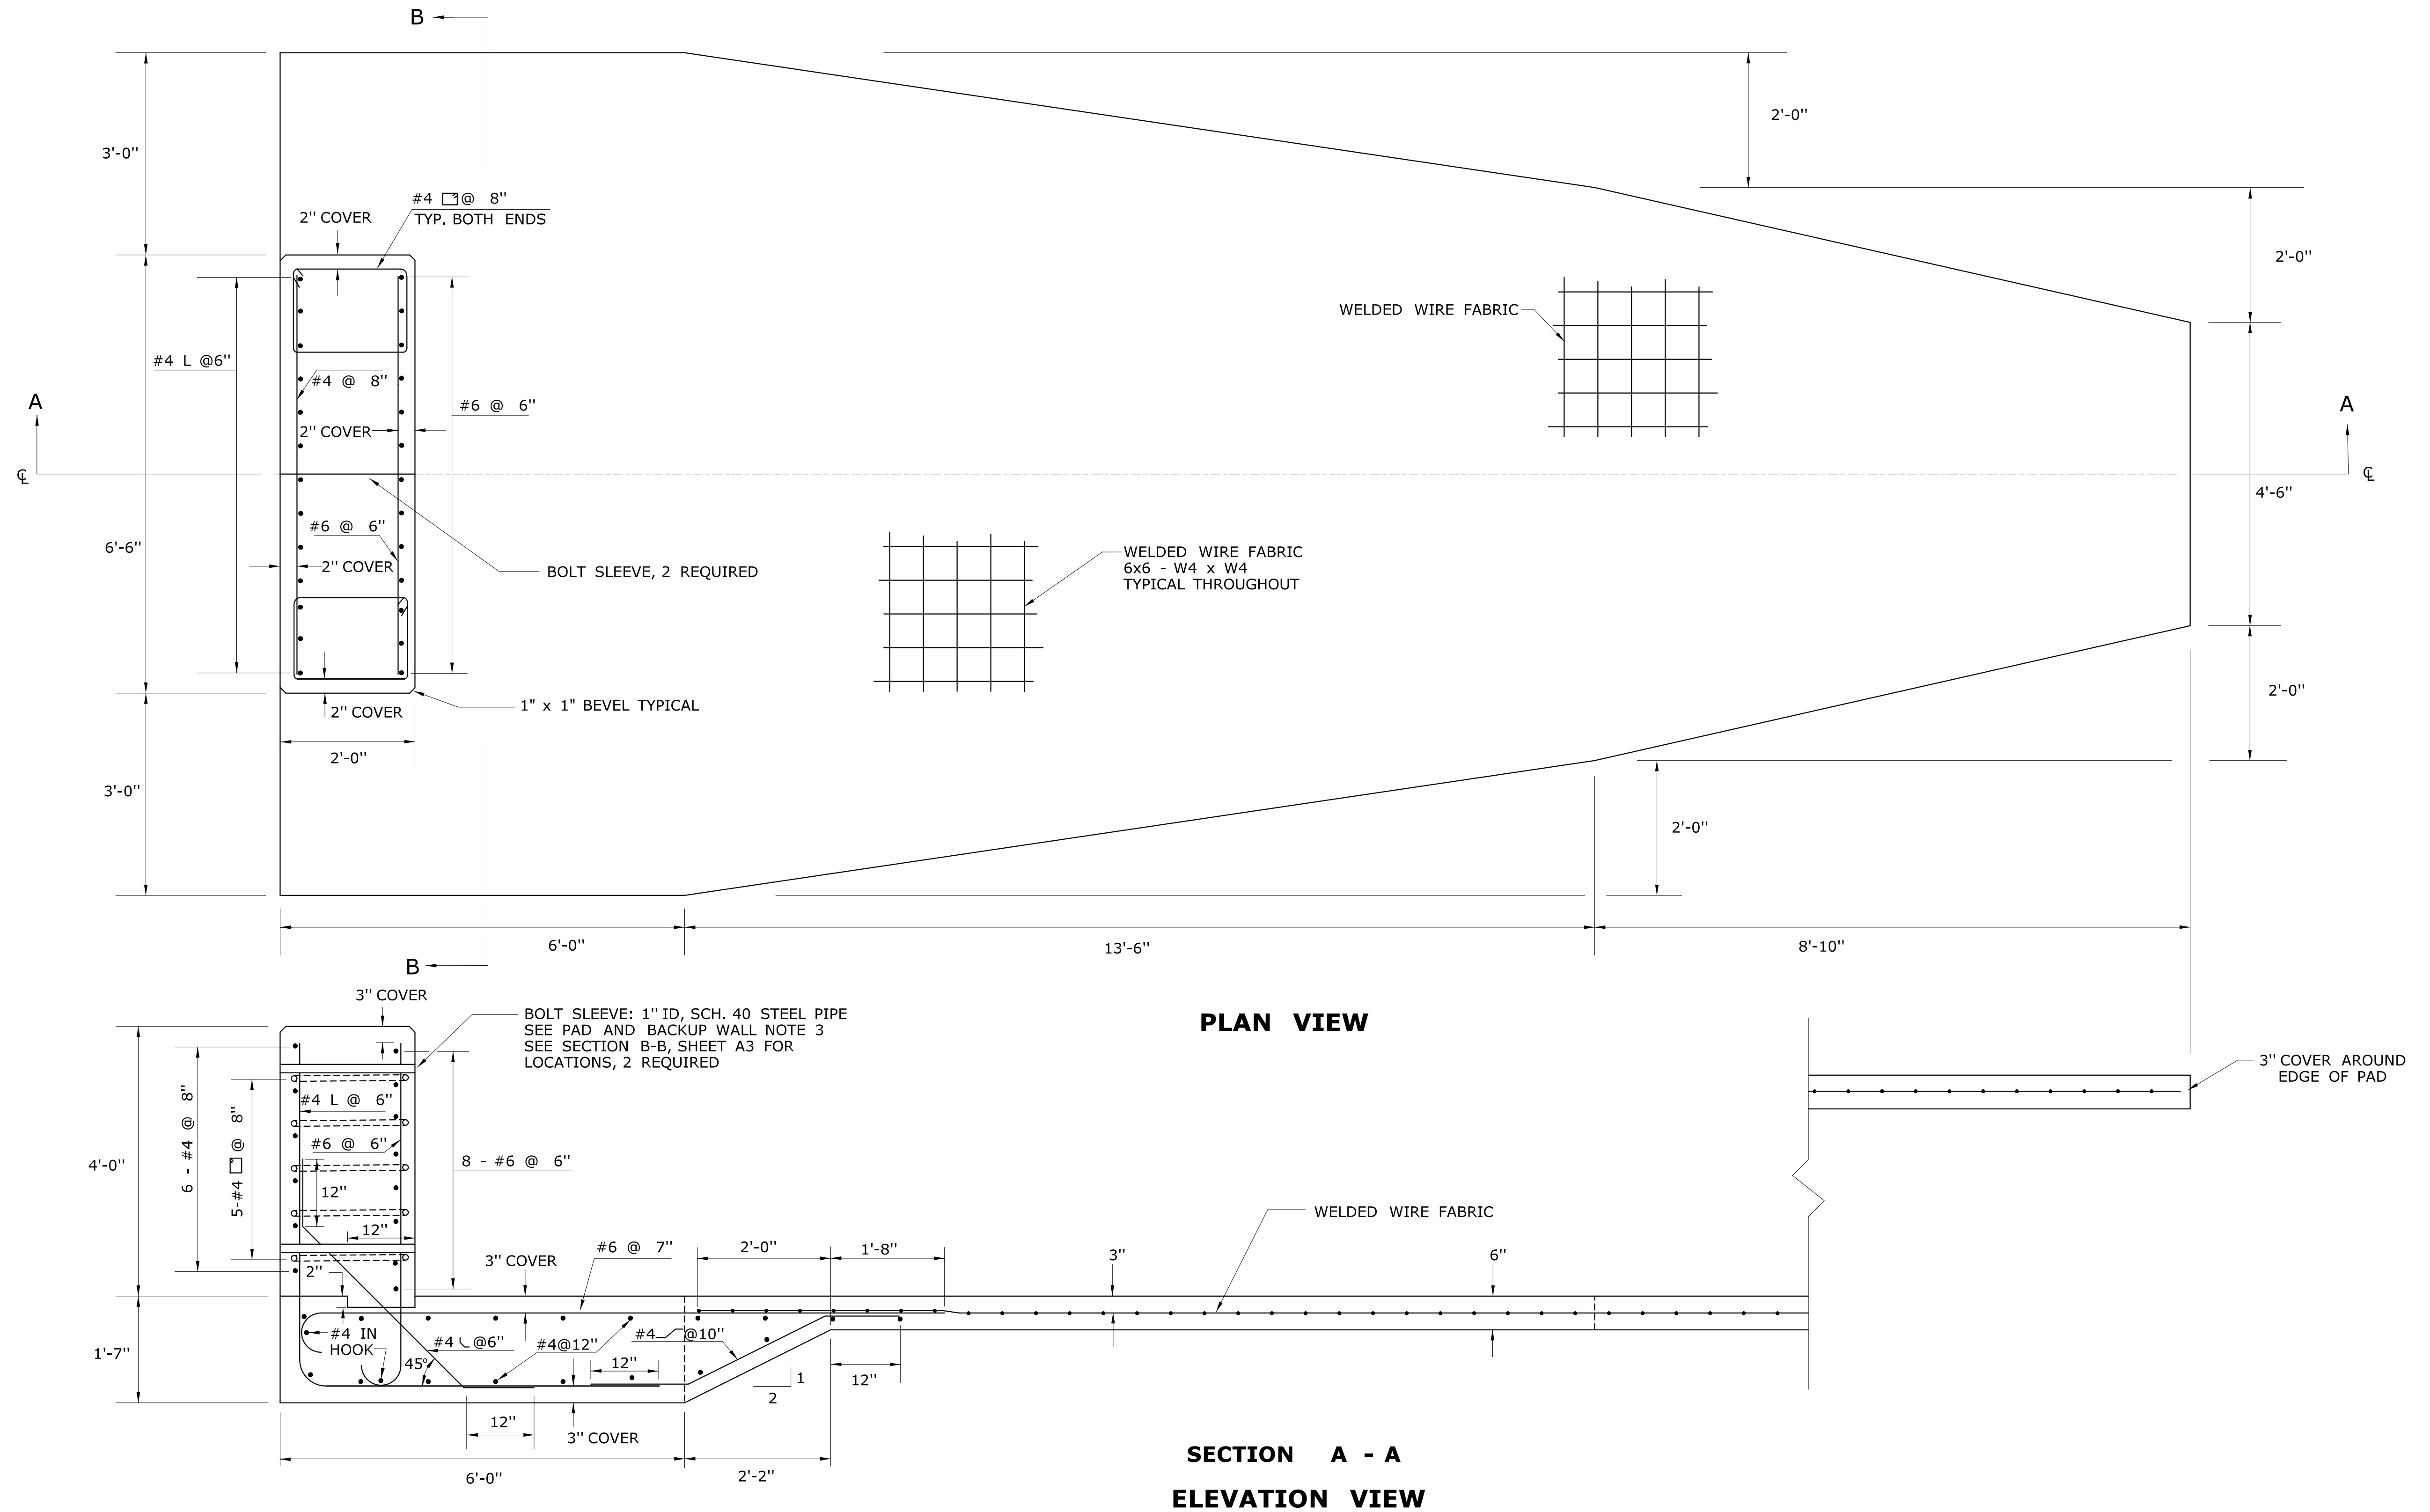 B
3'-0''
2'-0''
#4 @ 8''
TYP. BOTH ENDS
2'' COVER
2'-0''
WELDED WIRE FABRIC
#4 L @6''
#4 @ 8''
#6 @ 6''
A
A
2'' COVER
℄
℄
4'-6''
#6 @ 6''
6'-6''
2'' COVER
BOLT SLEEVE, 2 REQUIRED
WELDED WIRE FABRIC
6x6 - W4 x W4
TYPICAL THROUGHOUT
2'' COVER
1" x 1" BEVEL TYPICAL
2'-0''
2'-0''
3'-0''
2'-0''
6'-0''
13'-6''
8'-10''
B
PLAN VIEW
3'' COVER
BOLT SLEEVE: 1'' ID, SCH. 40 STEEL PIPE
SEE PAD AND BACKUP WALL NOTE 3
SEE SECTION B-B, SHEET A3 FOR
LOCATIONS, 2 REQUIRED
3'' COVER AROUND
EDGE OF PAD
6 - #4 @ 8''
5-#4 @ 8''
#4 L @ 6''
#6 @ 6''
8 - #6 @ 6''
4'-0''
12''
12''
WELDED WIRE FABRIC
2''
3'' COVER
#6 @ 7''
2'-0''
1'-8''
3''
6''
1'-7''
#4 IN
HOOK
#4 @6''
45°
#4@12''
#4 @10''
12''
1
2
12''
12''
3'' COVER
6'-0''
2'-2''
SECTION A - A
ELEVATION VIEW